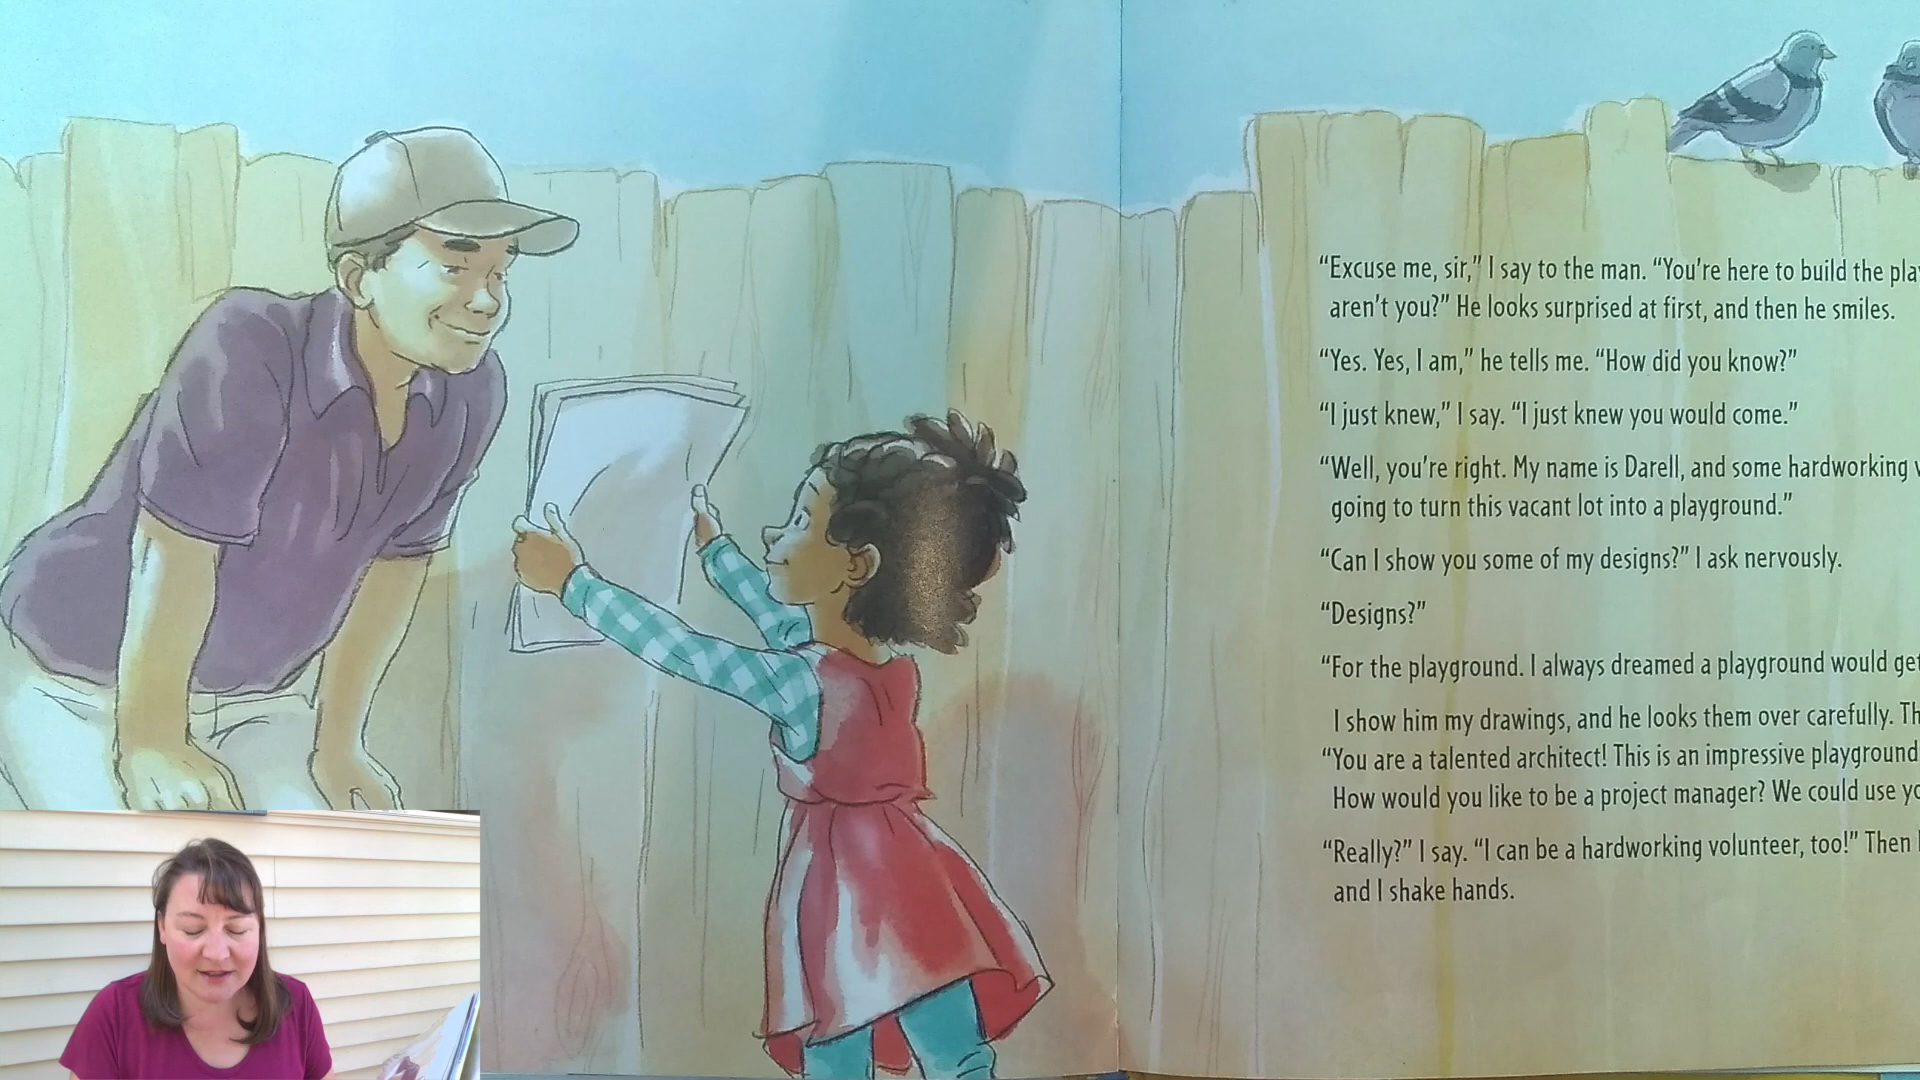 “Excuse me, sir,” I say to the man. “You’re here to build the
aren’t you?” He looks surprised at first, and then he smiles.
“Yes. Yes, I am,” he tells me. “How did you know?”
“I just knew,” I say. “I just knew you would come.”
“Well, you’re right. My name is Darell, and some hardworking
going to turn this vacant lot into a playground.”
“Can I show you some of my designs?” I ask nervously.
“Designs?”
“For the playground. I always dreamed a playground would get
I show him my drawings, and he looks them over carefully.
“You are a talented architect! This is an impressive playground
How would you like to be a project manager? We could use
“Really?” I say. “I can be a hardworking volunteer, too!” Then
and I shake hands.